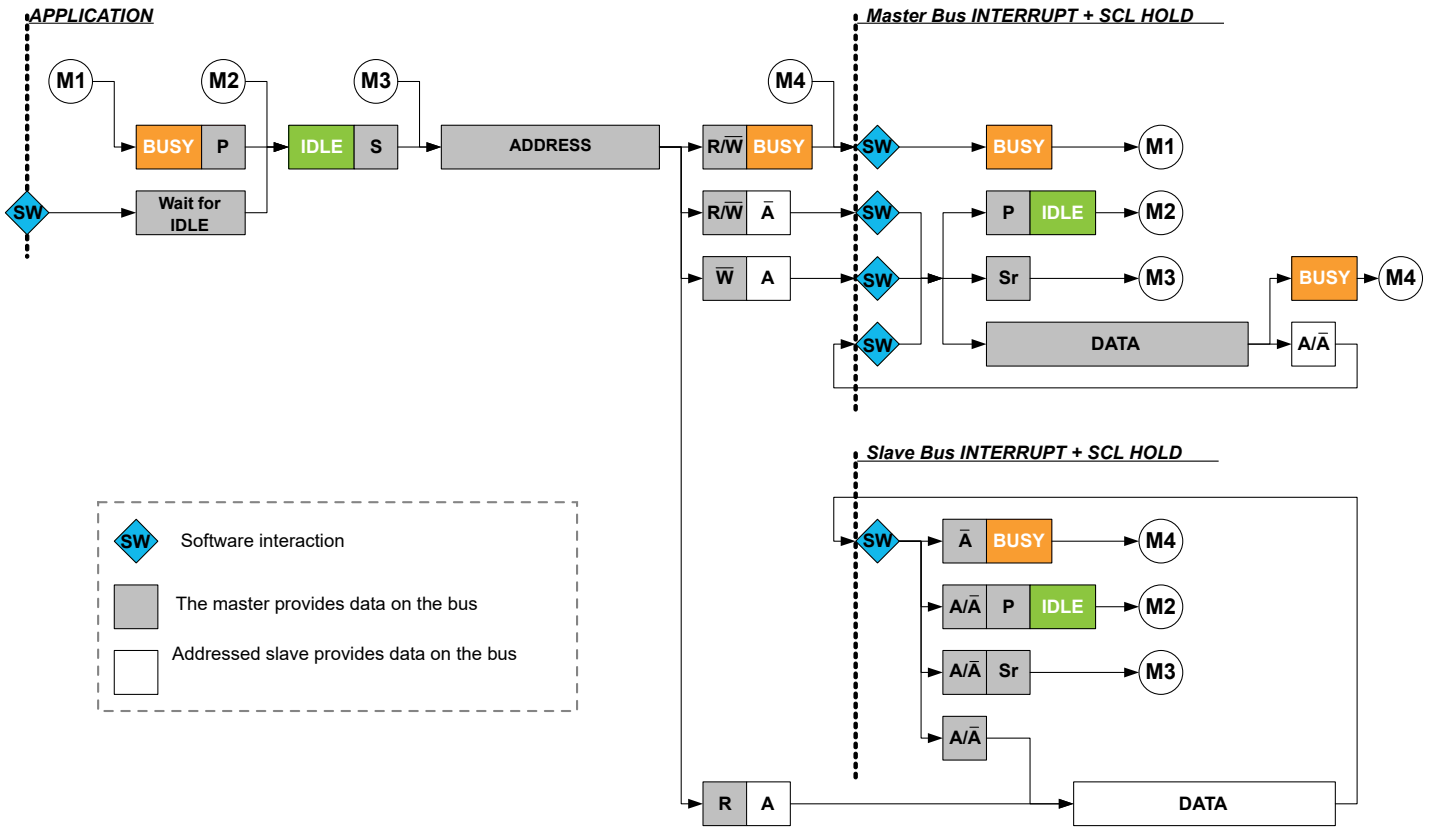 APPLICATION
Master Bus INTERRUPT + SCL HOLD
M1
M2
M3
M4
BUSY P
IDLE S
ADDRESS
R/W̅ BUSY
SW
BUSY
M1
SW
Wait for
IDLE
R/W̅ A̅
SW
P IDLE
M2
W̅ A
SW
Sr
M3
BUSY
M4
SW
DATA
A/A̅
Slave Bus INTERRUPT + SCL HOLD
SW
A̅ BUSY
M4
A/A̅ P IDLE
M2
A/A̅ Sr
M3
A/A̅
R A
DATA
SW
Software interaction
The master provides data on the bus
Addressed slave provides data on the bus